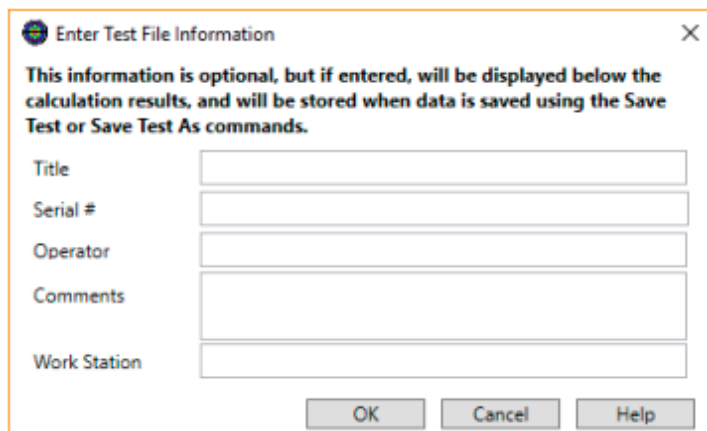 Enter Test File Information
This information is optional, but if entered, will be displayed below the
calculation results, and will be stored when data is saved using the Save
Test or Save Test As commands.
Title
Serial #
Operator
Comments
Work Station
OK Cancel Help